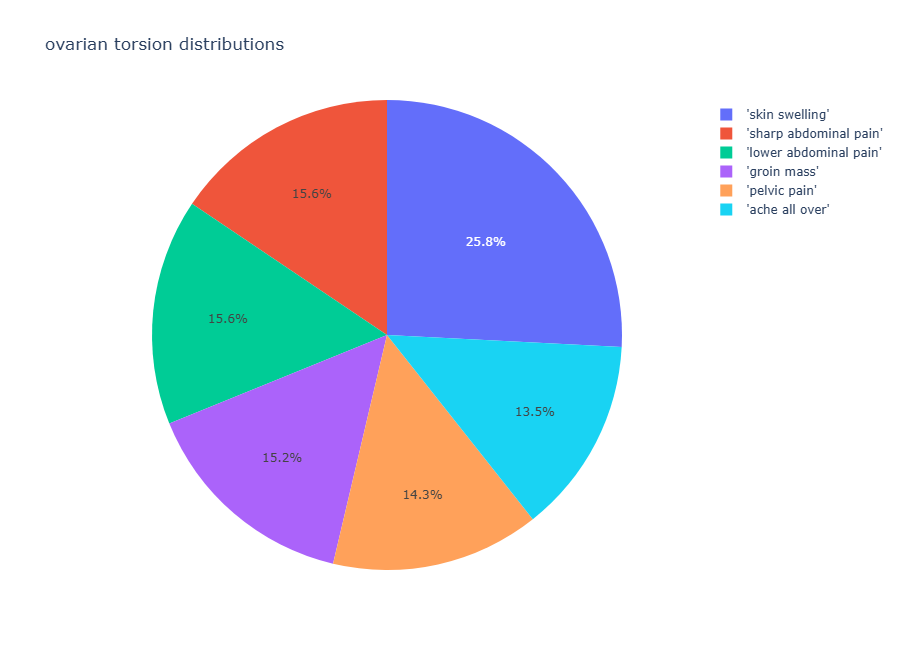 ovarian torsion distributions
'skin swelling'
'sharp abdominal pain'
'lower abdominal pain'
'groin mass'
'pelvic pain'
'ache all over'
15.6%
25.8%
15.6%
13.5%
15.2%
14.3%